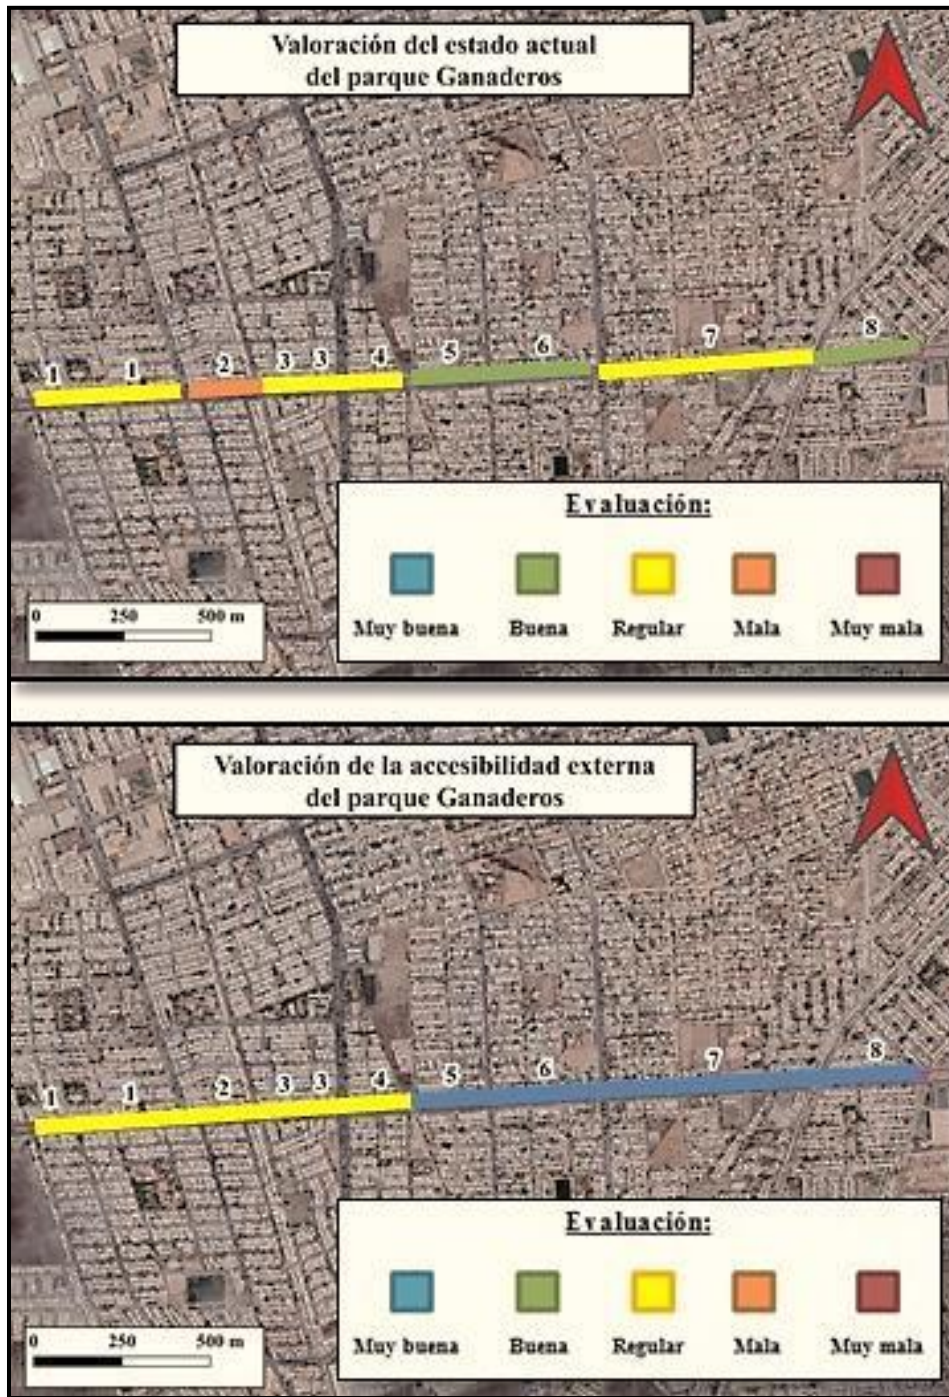 Valoración del estado actual
del parque Ganaderos
1 1 2 3 3 4 5 6 7 8
Evaluación:
Muy buena Buena Regular Mala Muy mala
0 250 500 m
Valoración de la accesibilidad externa
del parque Ganaderos
1 1 2 3 3 4 5 6 7 8
Evaluación:
Muy buena Buena Regular Mala Muy mala
0 250 500 m